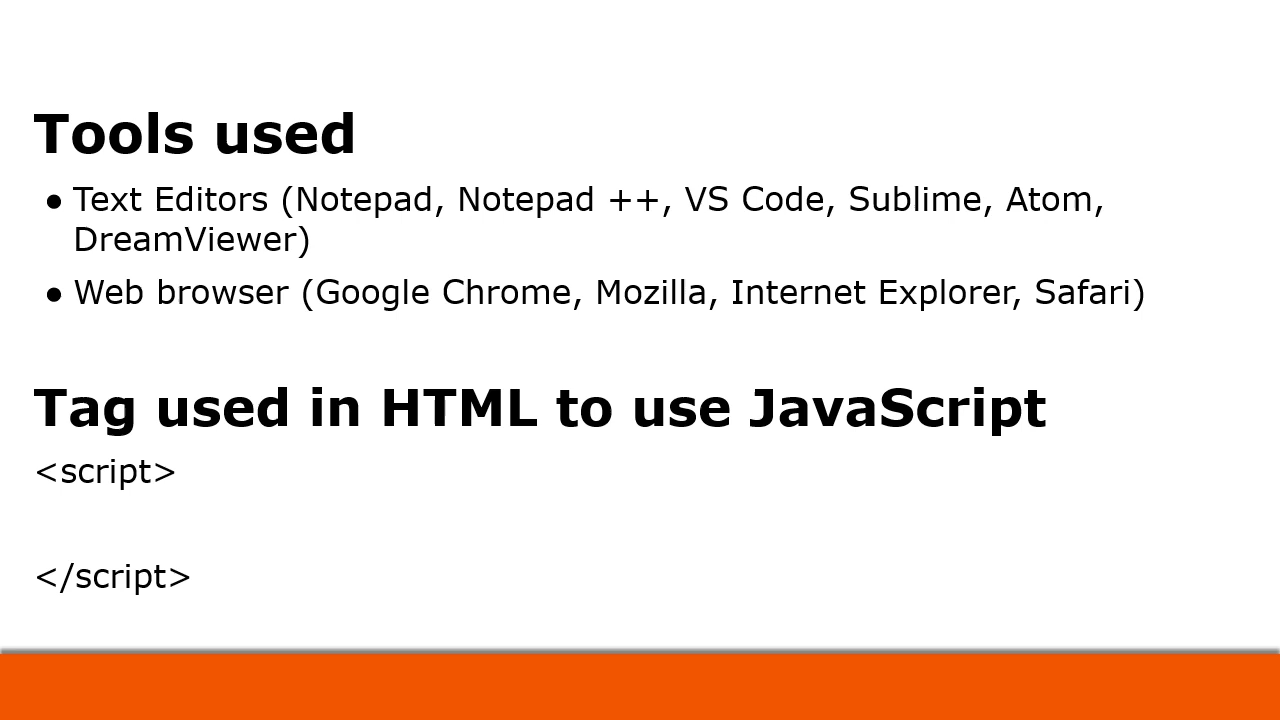 Tools used
● Text Editors (Notepad, Notepad ++, VS Code, Sublime, Atom,
DreamViewer)
● Web browser (Google Chrome, Mozilla, Internet Explorer, Safari)
Tag used in HTML to use JavaScript
<script>
</script>